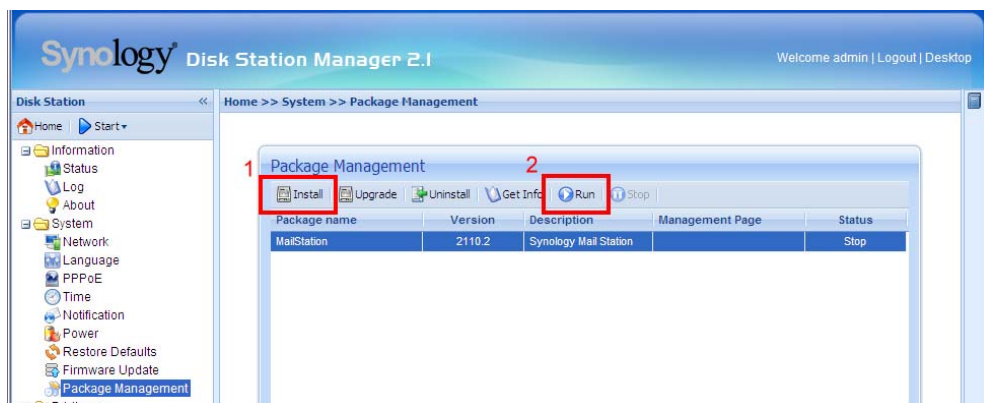 Synology Disk Station Manager 2.1
Welcome admin | Logout | Desktop
Disk Station «
Home >> System >> Package Management
Home Start
Information
Status
Log
About
System
Network
Language
PPPoE
Time
Notification
Power
Restore Defaults
Firmware Update
Package Management
1
2
Package Management
Install Upgrade Uninstall Get Info Run Stop
Package name Version Description Management Page Status
MailStation 2110.2 Synology Mail Station Stop